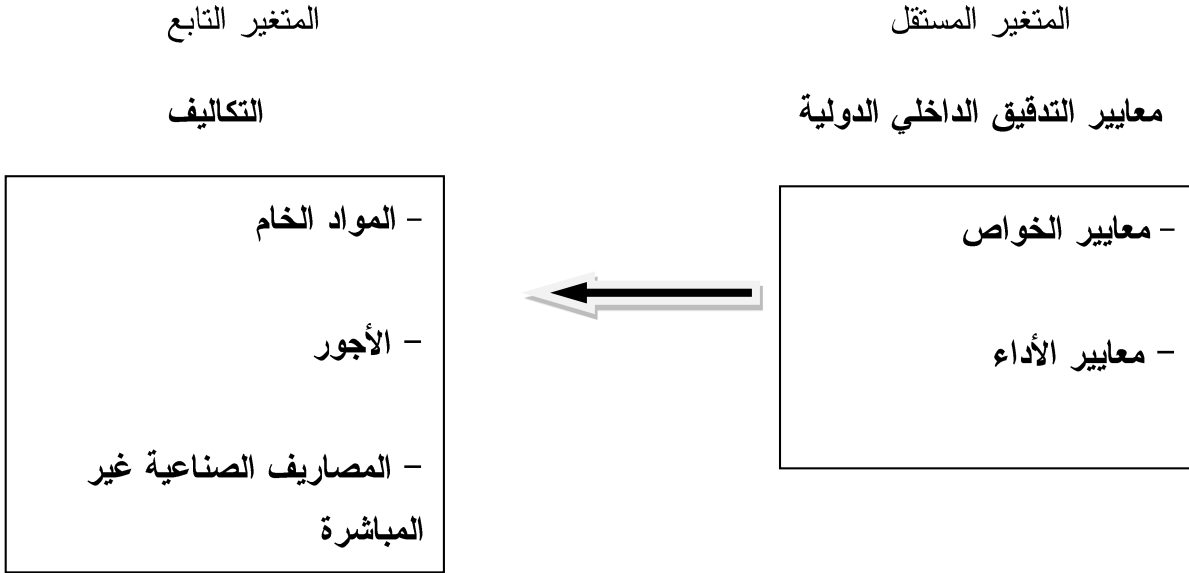 المتغير المستقل
المتغير التابع
معايير التدقيق الداخلي الدولية
التكاليف
- معايير الخواص
- معايير الأداء
- المواد الخام
- الأجور
- المصاريف الصناعية غير
المباشرة